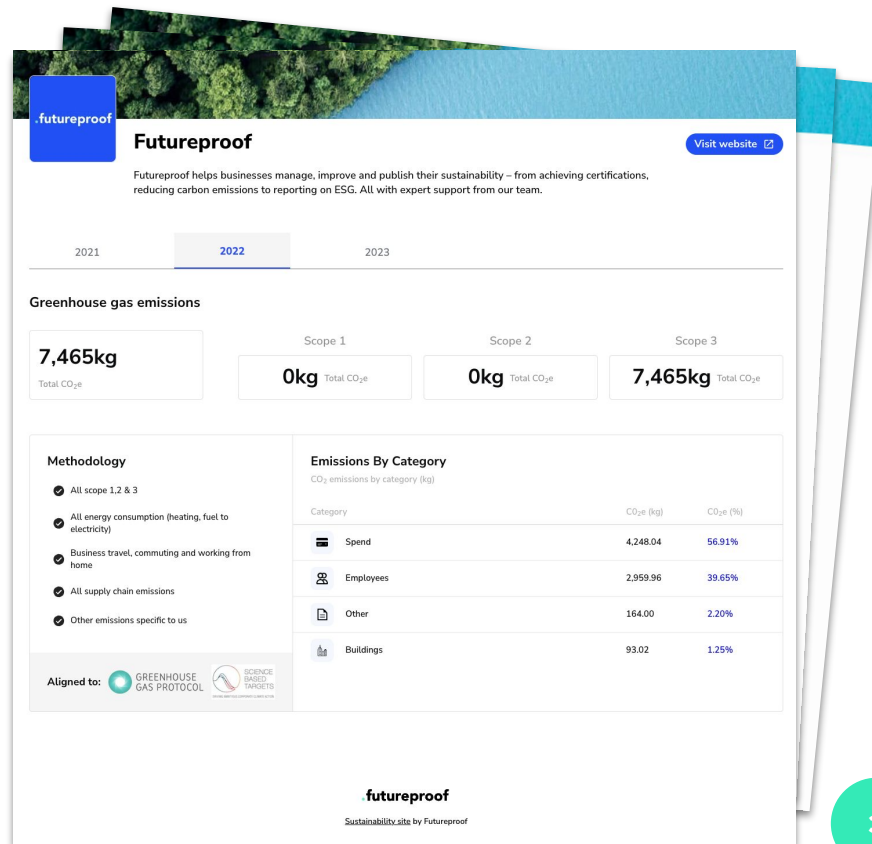 .futureproof
Futureproof
Visit website
Futureproof helps businesses manage, improve and publish their sustainability – from achieving certifications,
reducing carbon emissions to reporting on ESG. All with expert support from our team.
2021 2022 2023
Greenhouse gas emissions
7,465kg
Total CO₂e
Scope 1
0kg Total CO₂e
Scope 2
0kg Total CO₂e
Scope 3
7,465kg Total CO₂e
Methodology
All scope 1,2 & 3
All energy consumption (heating, fuel to
electricity)
Business travel, commuting and working from
home
All supply chain emissions
Other emissions specific to us
Aligned to:
GREENHOUSE
GAS PROTOCOL
SCIENCE
BASED
TARGETS
Emissions By Category
CO₂ emissions by category (kg)
Category C0₂e (kg) C0₂e (%)
Spend 4,248.04 56.91%
Employees 2,959.96 39.65%
Other 164.00 2.20%
Buildings 93.02 1.25%
.futureproof
Sustainability site by Futureproof